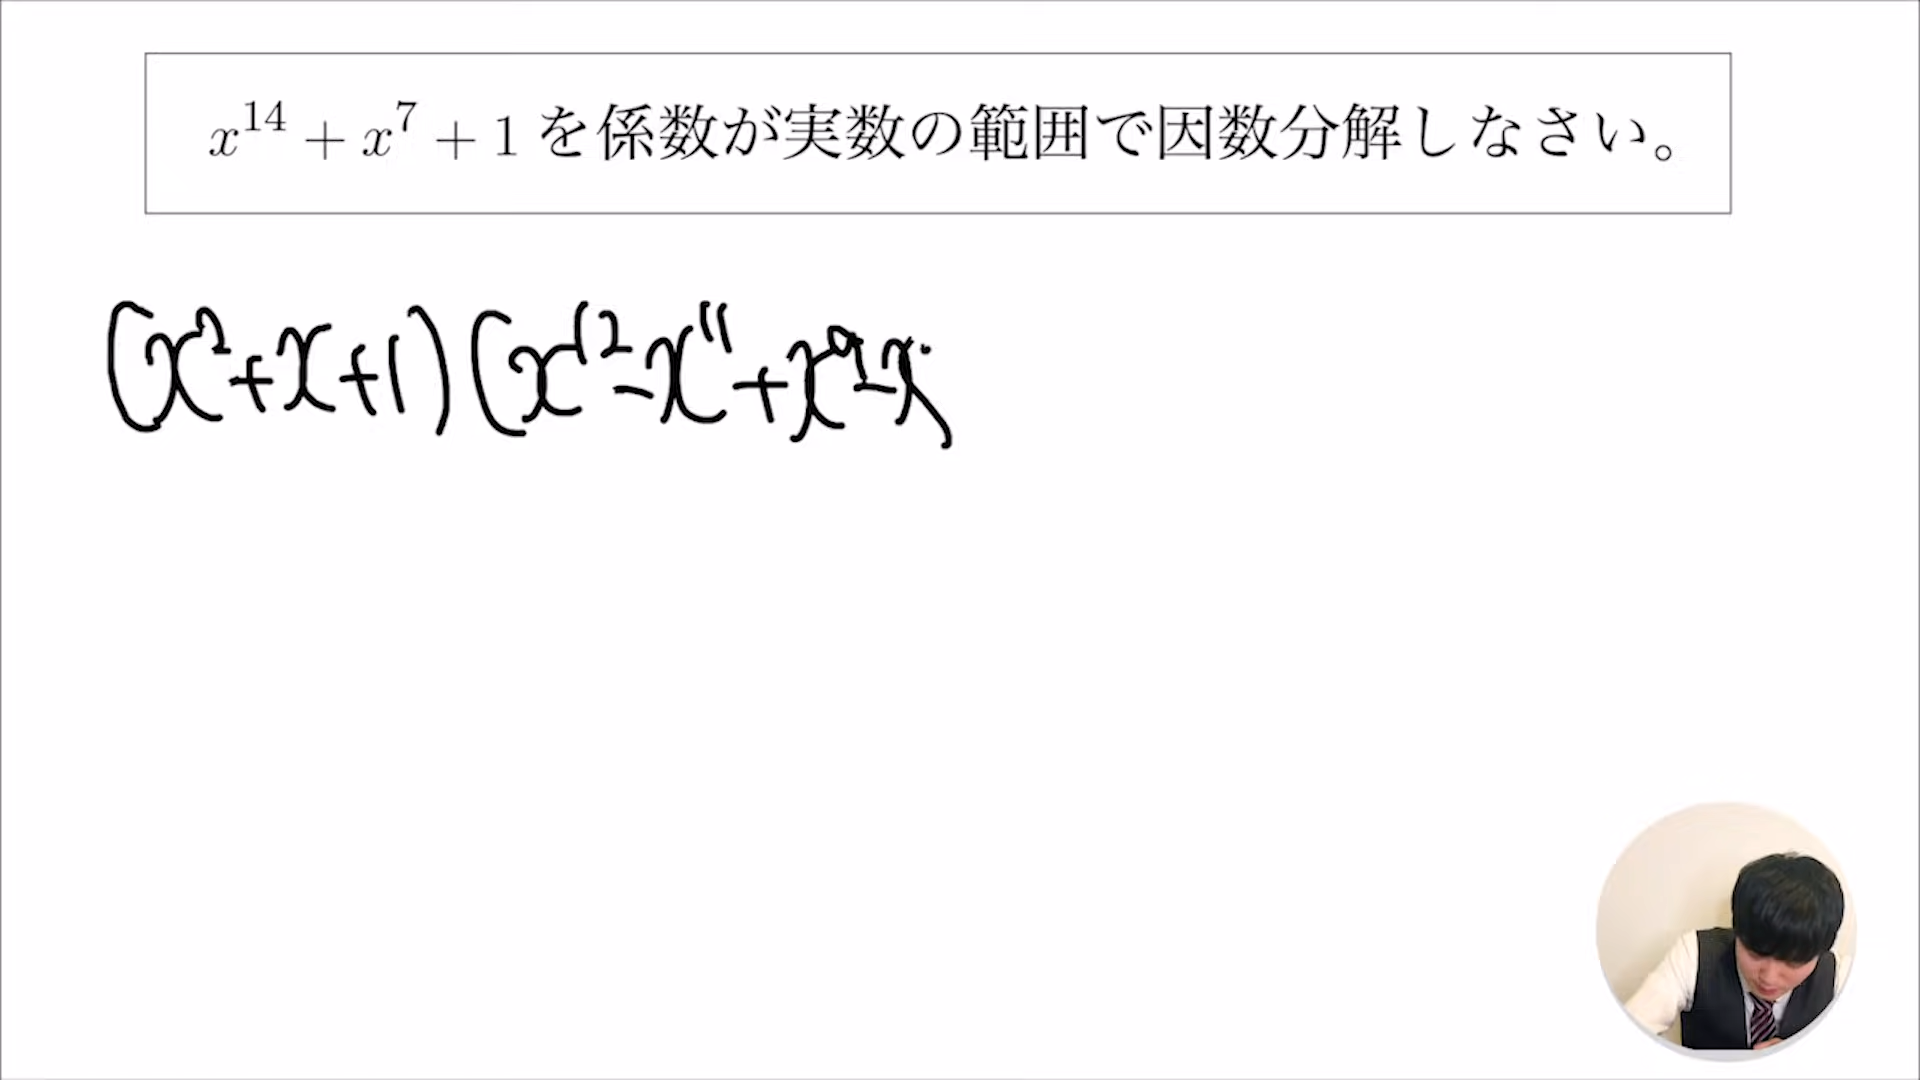 x^{14} + x^7 + 1 を係数が実数の範囲で因数分解しなさい。
(x^2+x+1)(x^{12}-x^{11}+x^9-x